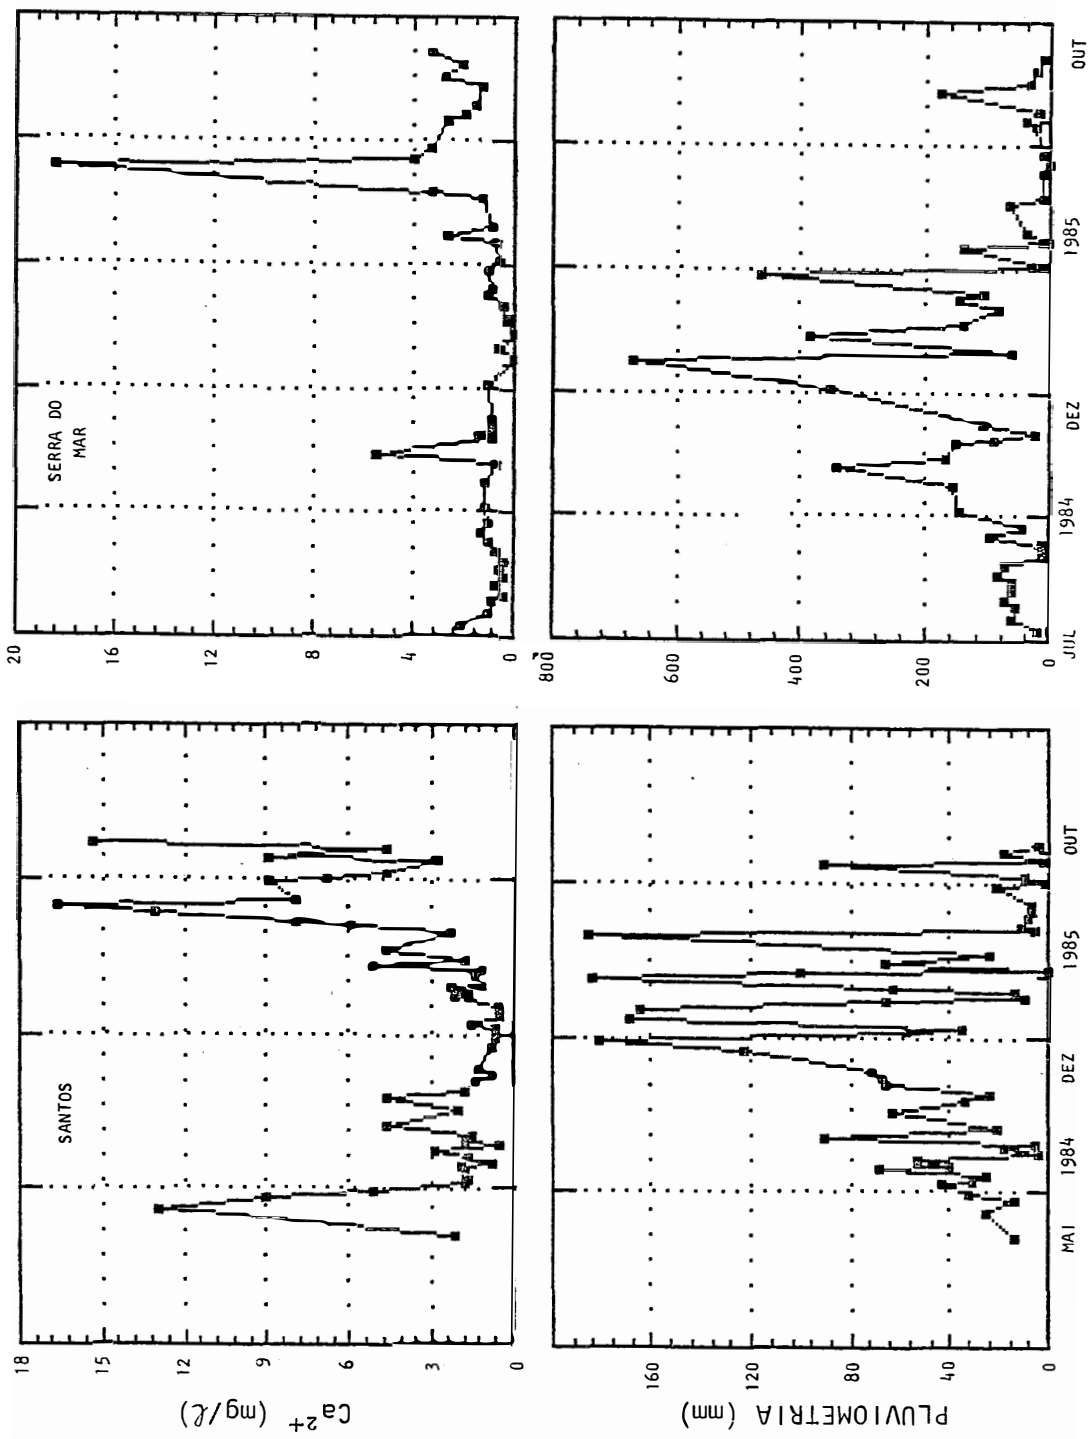 Ca²⁺ (mg/ℓ)
18
15
12
9
6
3
0
SANTOS
20
16
12
8
4
0
SERRA DO
MAR
PLUVIOMETRIA (mm)
160
120
80
40
0
MAI
1984
DEZ
1985
OUT
800
600
400
200
0
JUL
1984
DEZ
1985
OUT